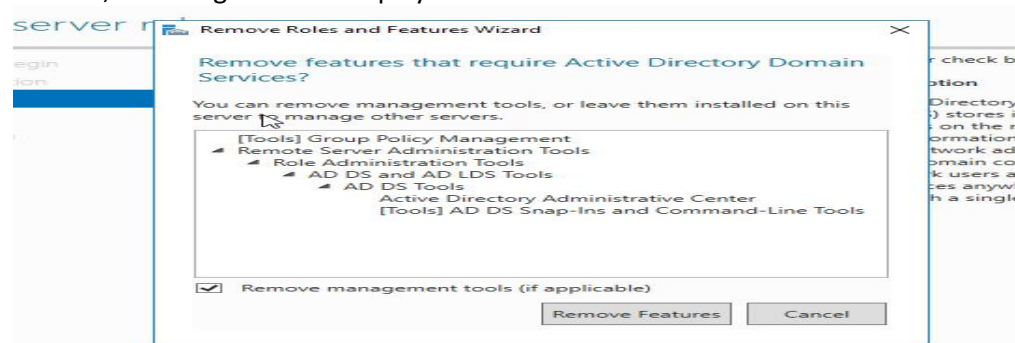 server
Remove Roles and Features Wizard
egin
Remove features that require Active Directory Domain
Services?
You can remove management tools, or leave them installed on this
server to manage other servers.
[Tools] Group Policy Management
Remote Server Administration Tools
Role Administration Tools
AD DS and AD LDS Tools
AD DS Tools
Active Directory Administrative Center
[Tools] AD DS Snap-Ins and Command-Line Tools
Remove management tools (if applicable)
Remove Features
Cancel
check b
ption
Directory
) stores i
on the r
ormation
twork ad
omain co
k users a
ces anyw
h a single